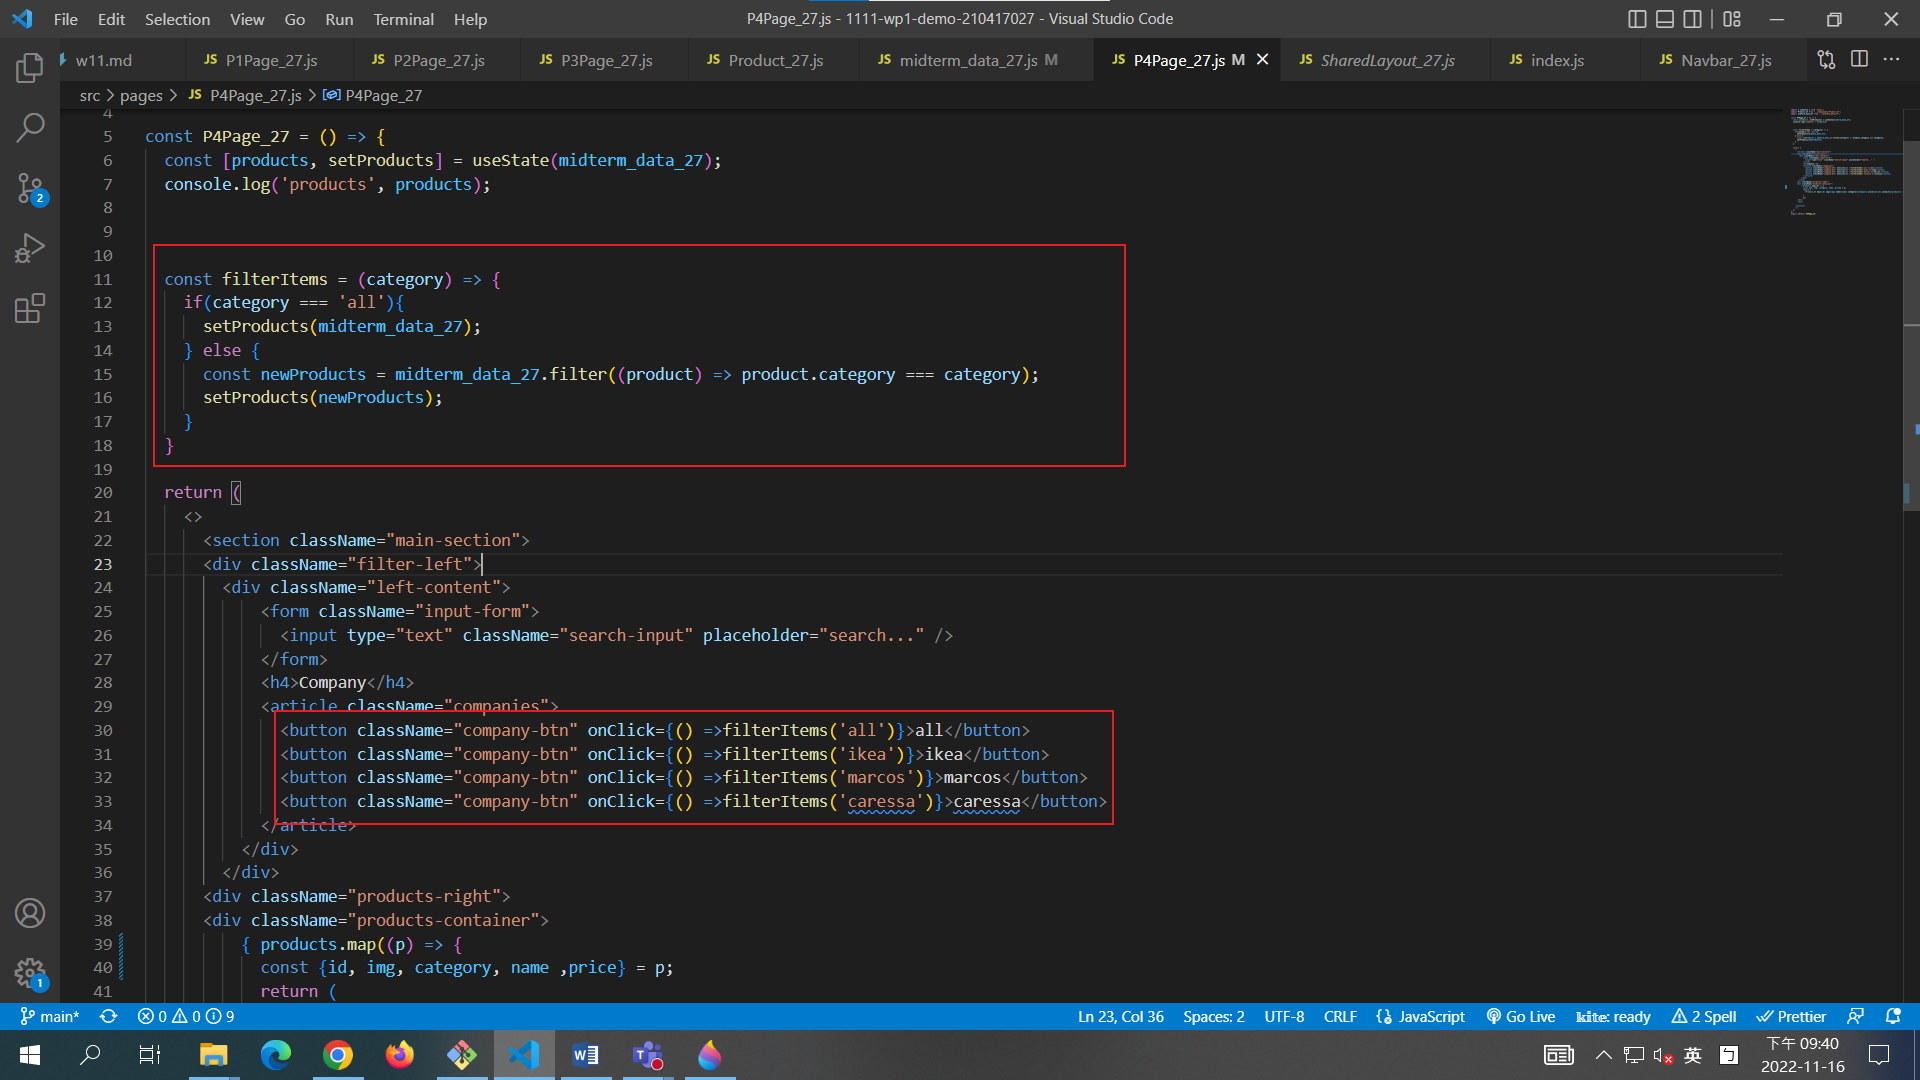 File Edit Selection View Go Run Terminal Help P4Page_27.js - 1111-wp1-demo-210417027 - Visual Studio Code
w11.md JS P1Page_27.js JS P2Page_27.js JS P3Page_27.js JS Product_27.js JS midterm_data_27.js M JS P4Page_27.js M JS SharedLayout_27.js JS index.js JS Navbar_27.js
src > pages > JS P4Page_27.js > P4Page_27
4
5 const P4Page_27 = () => {
6 const [products, setProducts] = useState(midterm_data_27);
7 console.log('products', products);
8
9
10
11 const filterItems = (category) => {
12 if(category === 'all'){
13 setProducts(midterm_data_27);
14 } else {
15 const newProducts = midterm_data_27.filter((product) => product.category === category);
16 setProducts(newProducts);
17 }
18 }
19
20 return (
21 <>
22 <section className="main-section">
23 <div className="filter-left">
24 <div className="left-content">
25 <form className="input-form">
26 <input type="text" className="search-input" placeholder="search..." />
27 </form>
28 <h4>Company</h4>
29 <article className="companies">
30 <button className="company-btn" onClick={() =>filterItems('all')}>all</button>
31 <button className="company-btn" onClick={() =>filterItems('ikea')}>ikea</button>
32 <button className="company-btn" onClick={() =>filterItems('marcos')}>marcos</button>
33 <button className="company-btn" onClick={() =>filterItems('caressa')}>caressa</button>
34 </article>
35 </div>
36 </div>
37 <div className="products-right">
38 <div className="products-container">
39 { products.map((p) => {
40 const {id, img, category, name ,price} = p;
41 return (
2
1
main* 0 0 9 Ln 23, Col 36 Spaces: 2 UTF-8 CRLF JavaScript Go Live kite: ready 2 Spell Prettier
英 下午 09:40
2022-11-16